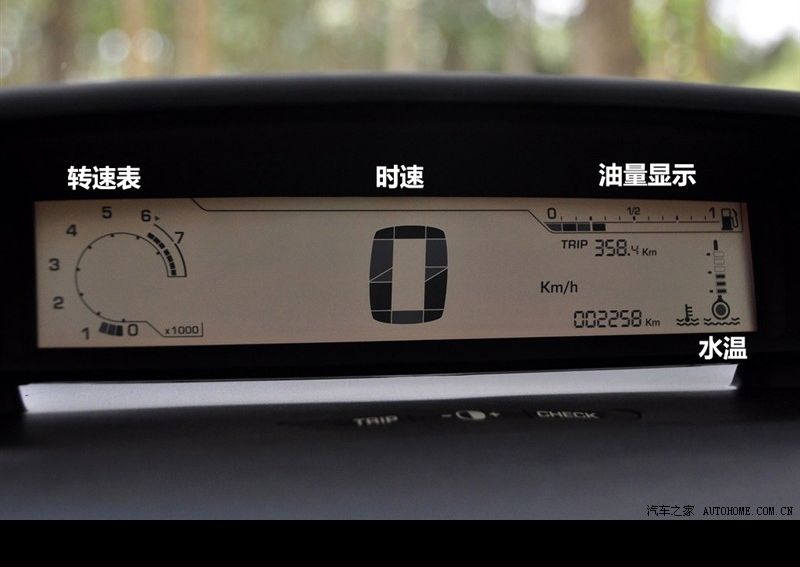 转速表
时速
油量显示
0 1/2 1
5 6
4 7
3
2
1 0 x1000
0
TRIP 358.4 Km
Km/h
002258 Km
水温
TRIP - + CHECK
汽车之家 AUTOHOME.COM.CN